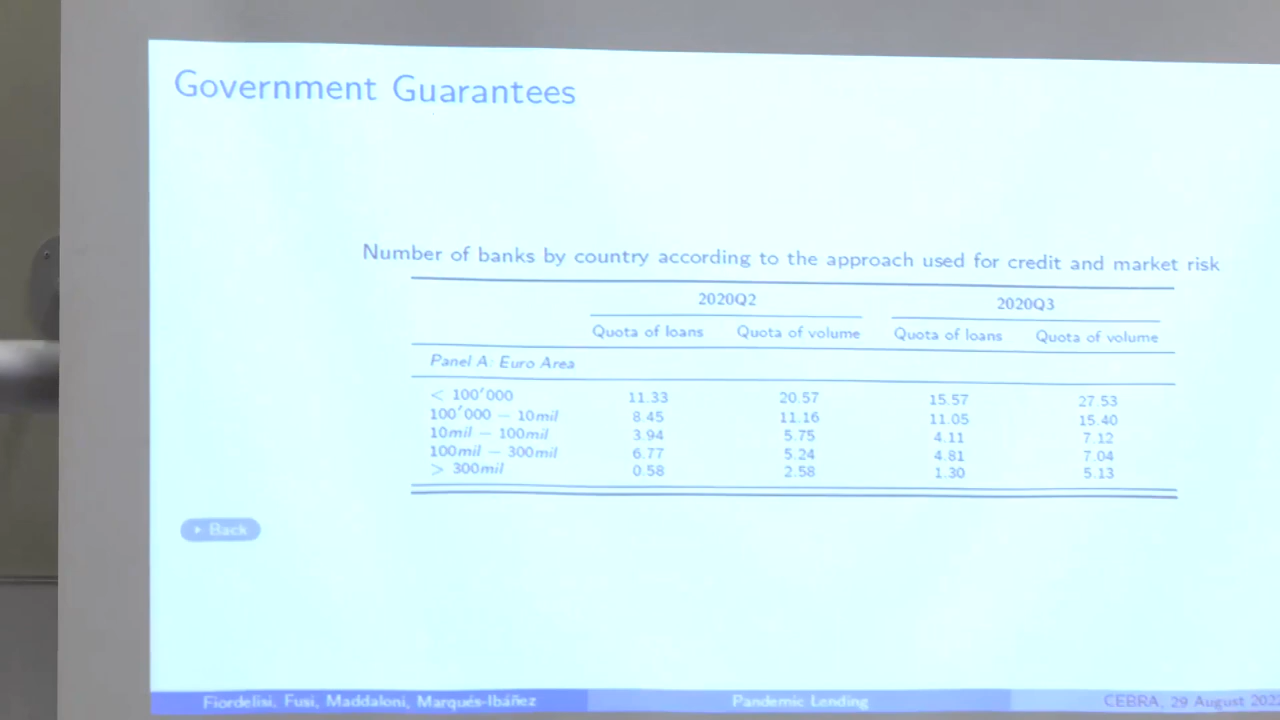 Government Guarantees
Number of banks by country according to the approach used for credit and market risk
2020Q2 2020Q3
Quota of loans Quota of volume Quota of loans Quota of volume
Panel A: Euro Area
< 100′000 11.33 20.57 15.57 27.53
100′000 − 10mil 8.45 11.16 11.05 15.40
10mil − 100mil 3.94 5.75 4.11 7.12
100mil − 300mil 6.77 5.24 4.81 7.04
> 300mil 0.58 2.58 1.30 5.13
Back
Fiordelisi, Fusi, Maddaloni, Marqués-Ibáñez Pandemic Lending CEBRA, 29 August